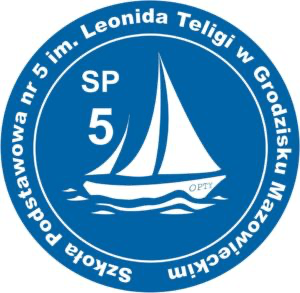 Szkoła Podstawowa nr 5 im. Leonida Teligi w Grodzisku Mazowieckim
SP
5
OPTY